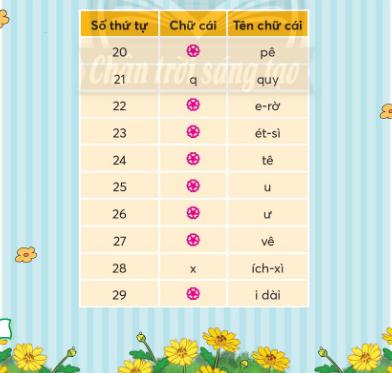 Số thứ tự Chữ cái Tên chữ cái
20 pê
Chân trời sáng tạo
21 q quy
22 e-rờ
23 ét-sì
24 tê
25 u
26 ư
27 vê
28 x ích-xì
29 i dài